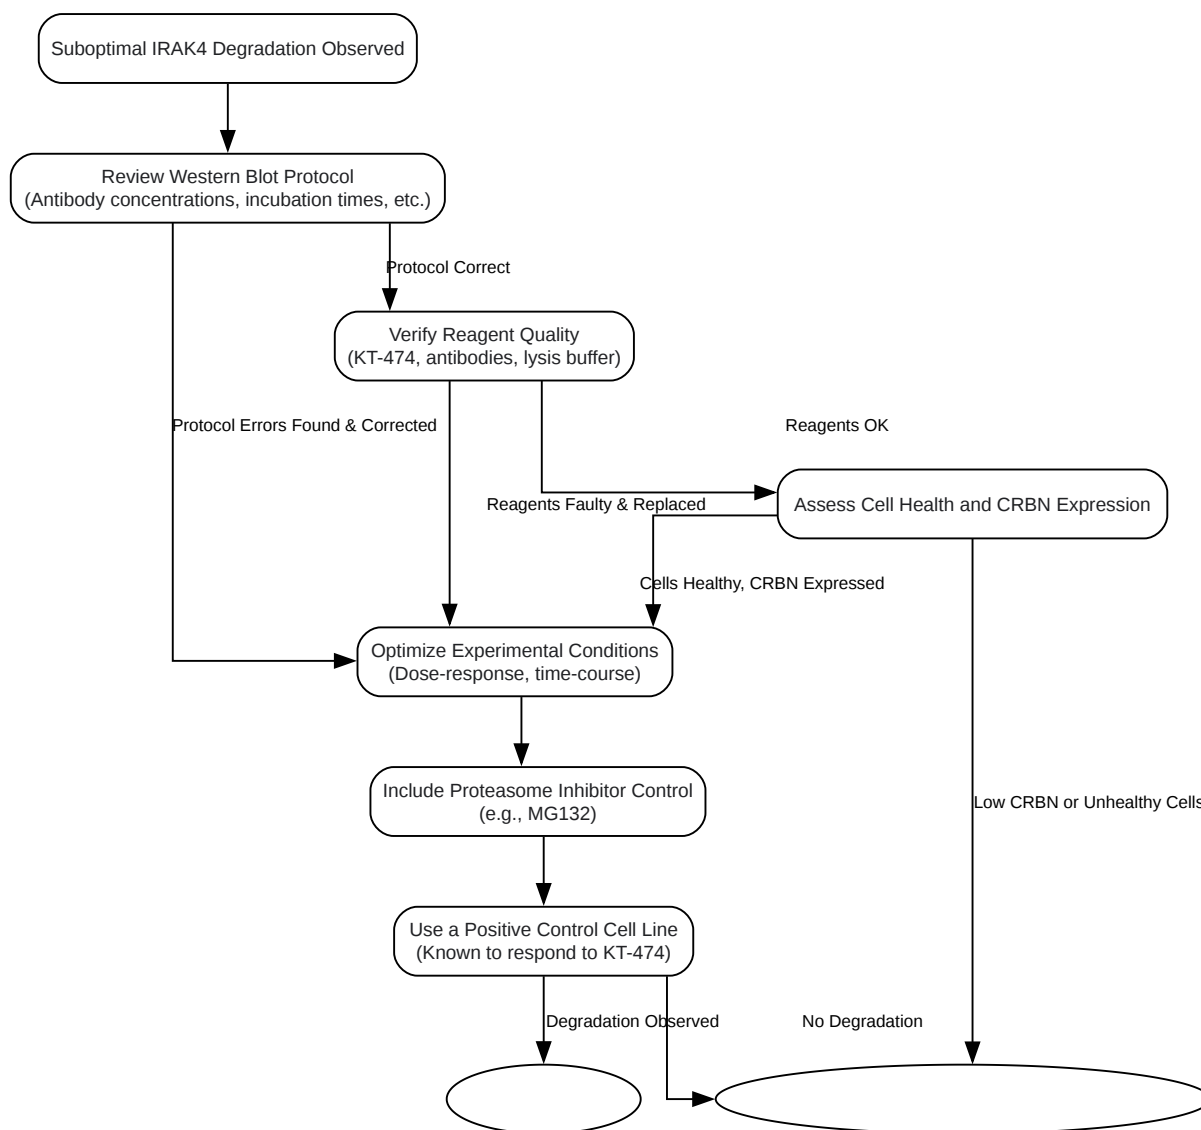 Suboptimal IRAK4 Degradation Observed
Review Western Blot Protocol
(Antibody concentrations, incubation times, etc.)
Protocol Correct
Verify Reagent Quality
(KT-474, antibodies, lysis buffer)
Protocol Errors Found & Corrected
Reagents OK
Reagents Faulty & Replaced
Assess Cell Health and CRBN Expression
Cells Healthy, CRBN Expressed
Optimize Experimental Conditions
(Dose-response, time-course)
Include Proteasome Inhibitor Control
(e.g., MG132)
Low CRBN or Unhealthy Cells
Use a Positive Control Cell Line
(Known to respond to KT-474)
Degradation Observed
No Degradation